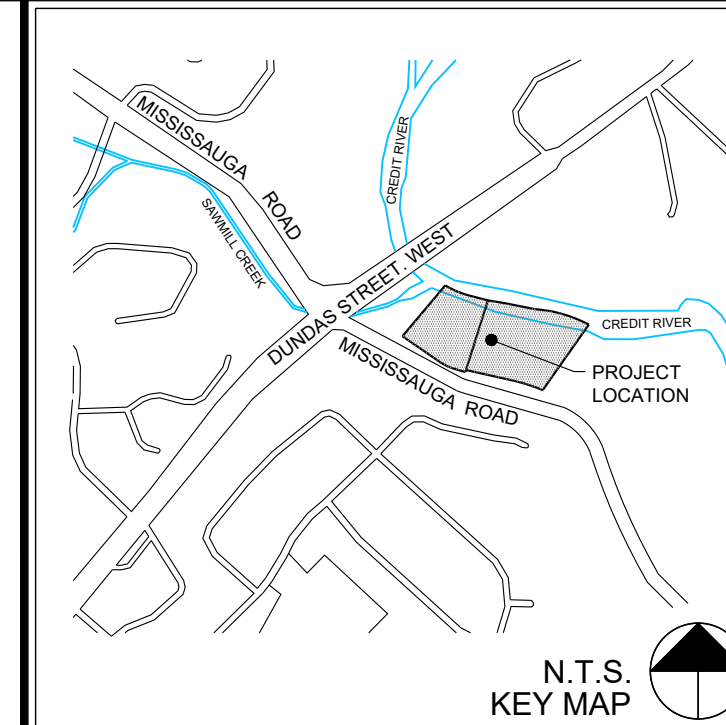 MISSISSAUGA
ROAD
SAWMILL CREEK
CREDIT RIVER
DUNDAS STREET. WEST
CREDIT RIVER
MISSISSAUGA ROAD
PROJECT
LOCATION
N.T.S.
KEY MAP